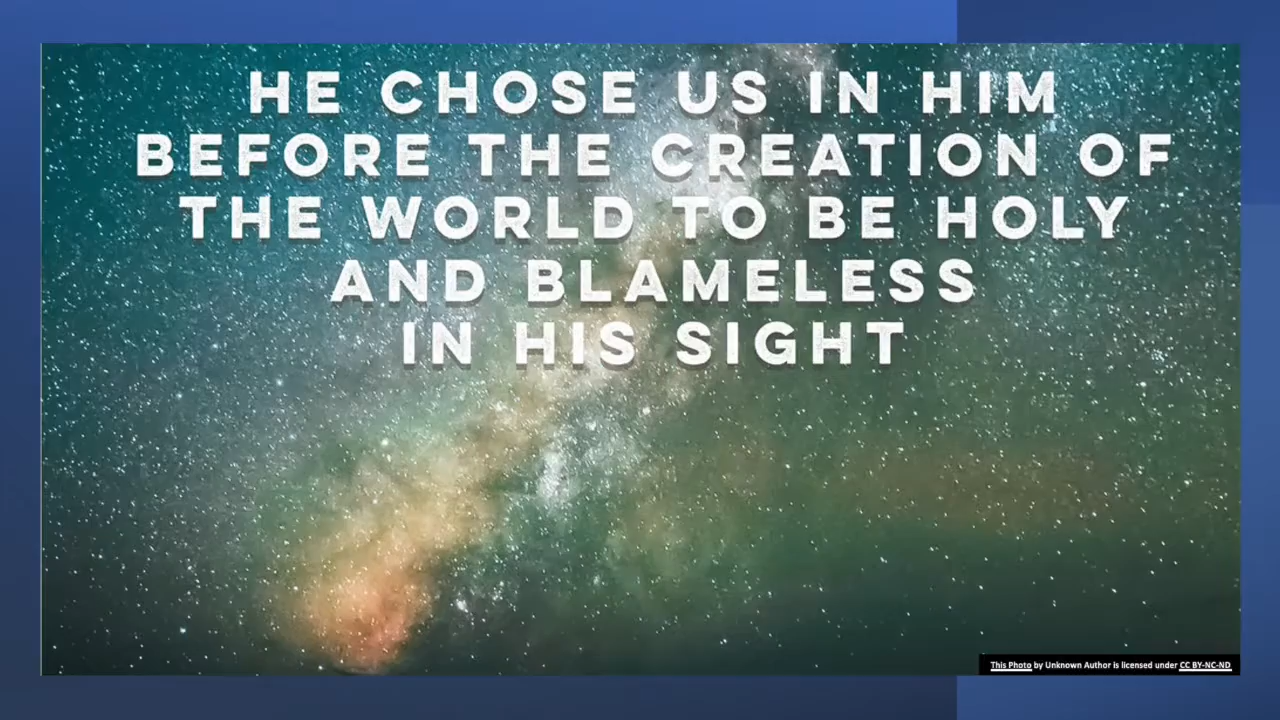 HE CHOSE US IN HIM
BEFORE THE CREATION OF
THE WORLD TO BE HOLY
AND BLAMELESS
IN HIS SIGHT
This Photo by Unknown Author is licensed under CC BY-NC-ND